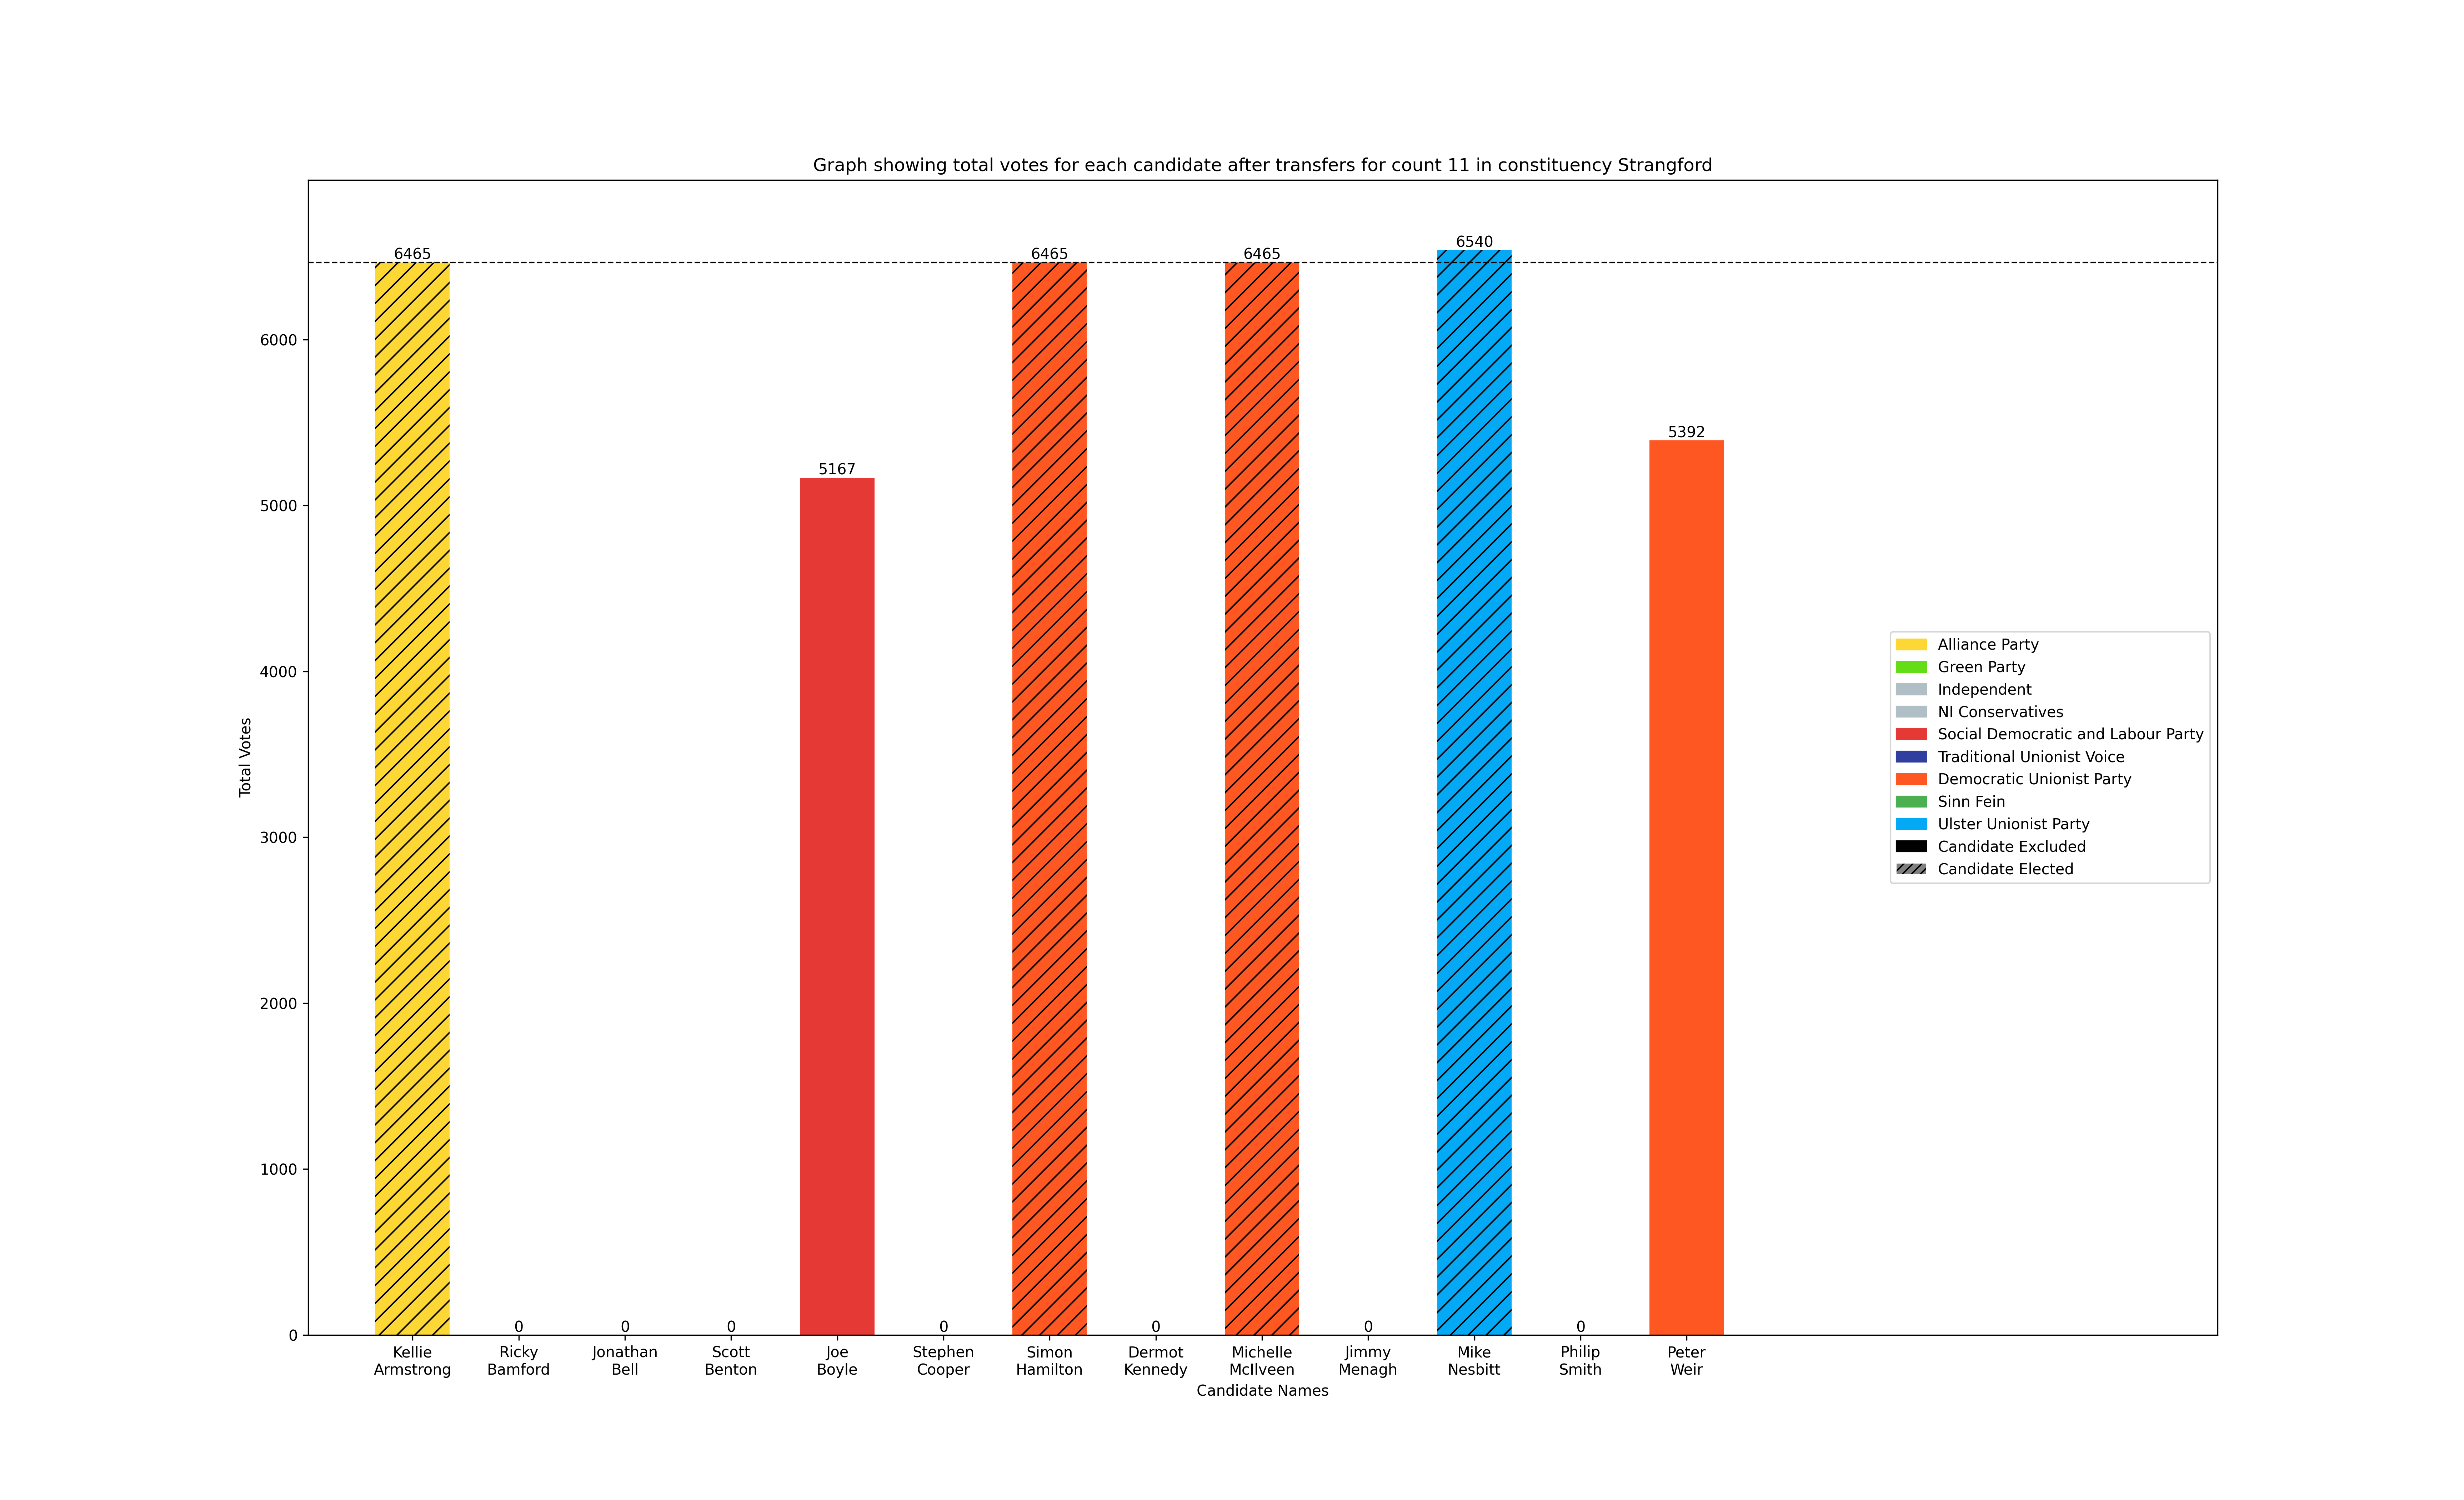 Graph showing total votes for each candidate after transfers for count 11 in constituency Strangford
6465
6465
6465
6540
5392
5167
0
0
0
0
0
0
0
6000
5000
4000
3000
2000
1000
0
Total Votes
Alliance Party
Green Party
Independent
NI Conservatives
Social Democratic and Labour Party
Traditional Unionist Voice
Democratic Unionist Party
Sinn Fein
Ulster Unionist Party
Candidate Excluded
Candidate Elected
Kellie
Armstrong
Ricky
Bamford
Jonathan
Bell
Scott
Benton
Joe
Boyle
Stephen
Cooper
Simon
Hamilton
Dermot
Kennedy
Michelle
McIlveen
Jimmy
Menagh
Mike
Nesbitt
Philip
Smith
Peter
Weir
Candidate Names